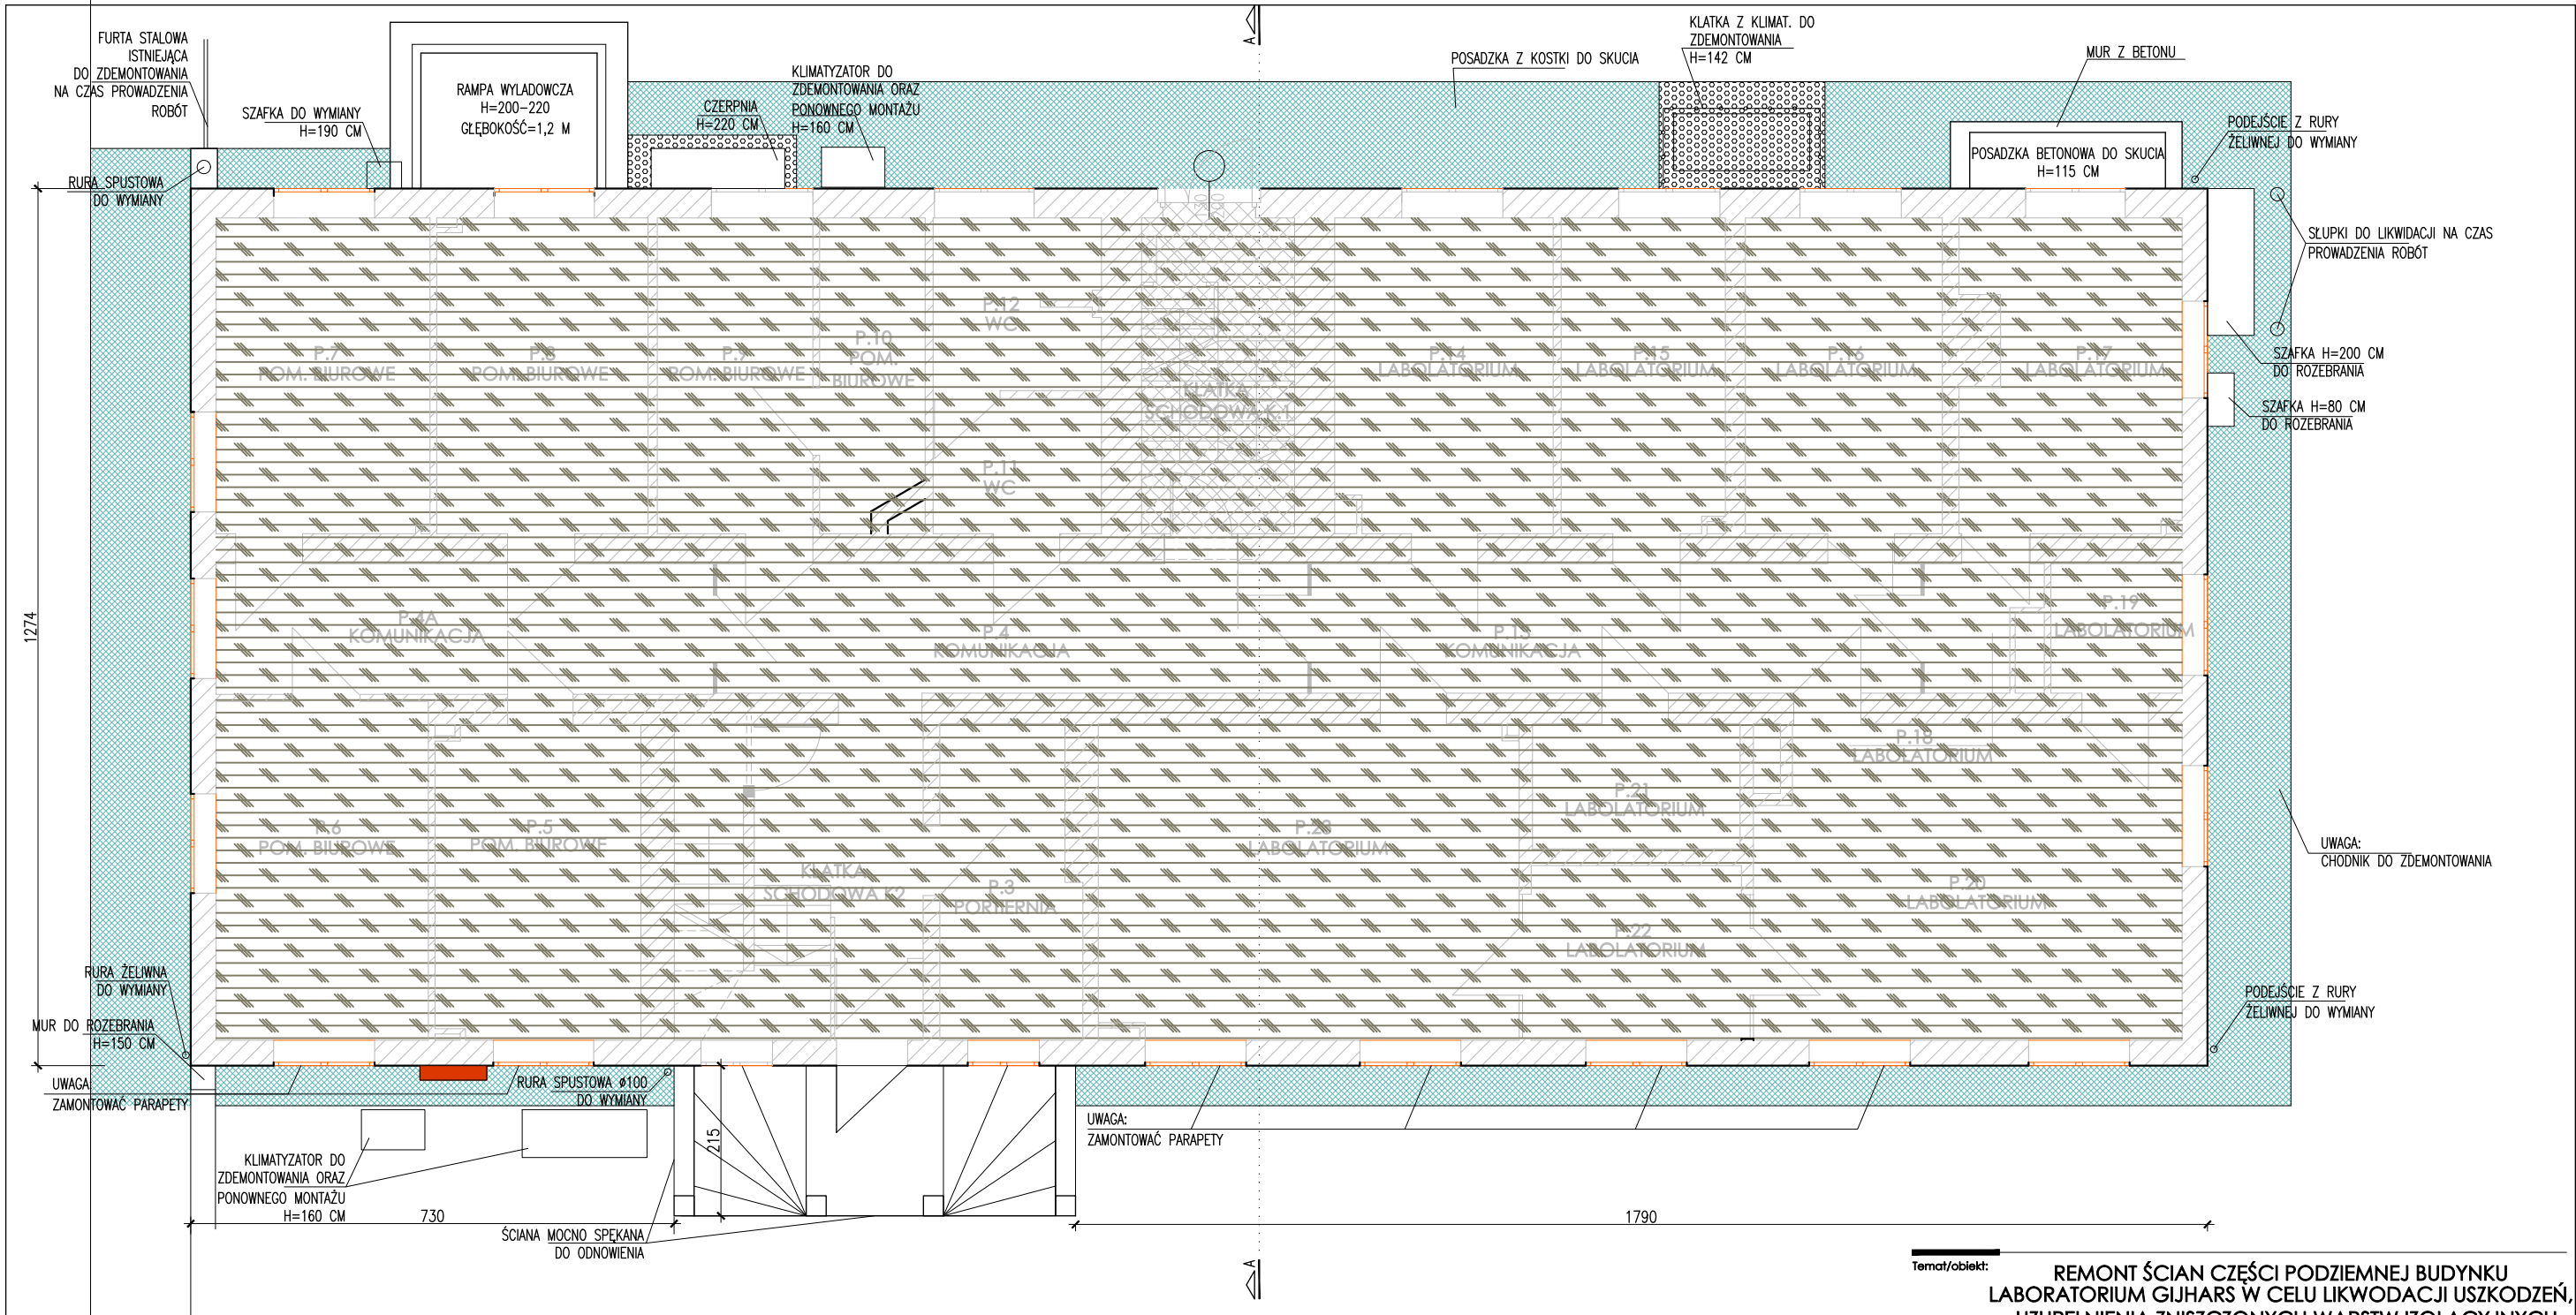 FURTA STALOWA
ISTNIEJĄCA
DO ZDEMONTOWANIA
NA CZAS PROWADZENIA
ROBÓT
SZAFKA DO WYMIANY
H=190 CM
RAMPA WYLADOWCZA
H=200-220
GŁĘBOKOŚĆ=1,2 M
CZERPNIA
H=220 CM
KLIMATYZATOR DO
ZDEMONTOWANIA ORAZ
PONOWNEGO MONTAŻU
H=160 CM
A
POSADZKA Z KOSTKI DO SKUCIA
KLATKA Z KLIMAT. DO
ZDEMONTOWANIA
H=142 CM
MUR Z BETONU
POSADZKA BETONOWA DO SKUCIA
H=115 CM
PODEJŚCIE Z RURY
ŻELIWNEJ DO WYMIANY
RURA SPUSTOWA
DO WYMIANY
SŁUPKI DO LIKWIDACJI NA CZAS
PROWADZENIA ROBÓT
SZAFKA H=200 CM
DO ROZEBRANIA
SZAFKA H=80 CM
DO ROZEBRANIA
P.7
POM. BIUROWE
P.8
POM. BIUROWE
P.9
POM. BIUROWE
P.10
POM.
BIUROWE
P.12
WC
P.11
WC
KLATKA
SCHODOWA K.1
P.14
LABOLATORIUM
P.15
LABOLATORIUM
P.16
LABOLATORIUM
P.17
LABOLATORIUM
1274
P.4A
KOMUNIKACJA
P.4
KOMUNIKACJA
P.13
KOMUNIKACJA
P.19
LABOLATORIUM
P.18
LABOLATORIUM
P.6
POM. BIUROWE
P.5
POM. BIUROWE
KLATKA
SCHODOWA K2
P.3
PORTIERNIA
P.23
LABOLATORIUM
P.21
LABOLATORIUM
P.22
LABOLATORIUM
P.20
LABOLATORIUM
UWAGA:
CHODNIK DO ZDEMONTOWANIA
RURA ŻELIWNA
DO WYMIANY
MUR DO ROZEBRANIA
H=150 CM
UWAGA:
ZAMONTOWAĆ PARAPETY
RURA SPUSTOWA ø100
DO WYMIANY
PODEJŚCIE Z RURY
ŻELIWNEJ DO WYMIANY
UWAGA:
ZAMONTOWAĆ PARAPETY
215
KLIMATYZATOR DO
ZDEMONTOWANIA ORAZ
PONOWNEGO MONTAŻU
H=160 CM
730
1790
ŚCIANA MOCNO SPĘKANA
DO ODNOWIENIA
A
Temat/obiekt:
REMONT ŚCIAN CZĘŚCI PODZIEMNEJ BUDYNKU
LABORATORIUM GIJHARS W CELU LIKWODACJI USZKODZEŃ,
UZUPEŁNIENIA ZNISZCZONYCH WARSTW IZOLACYJNYCH